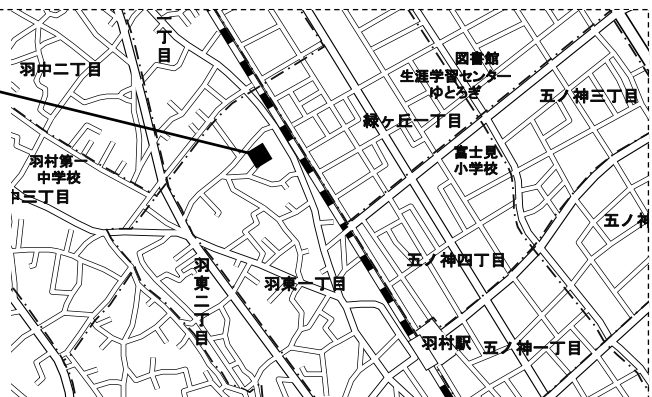 一丁目
羽中二丁目
図書館
生涯学習センター
ゆとろぎ
五ノ神三丁目
緑ヶ丘一丁目
羽村第一
中学校
富士見
小学校
三丁目
五ノ神
五ノ神四丁目
羽東二丁目
羽東一丁目
羽村駅
五ノ神一丁目